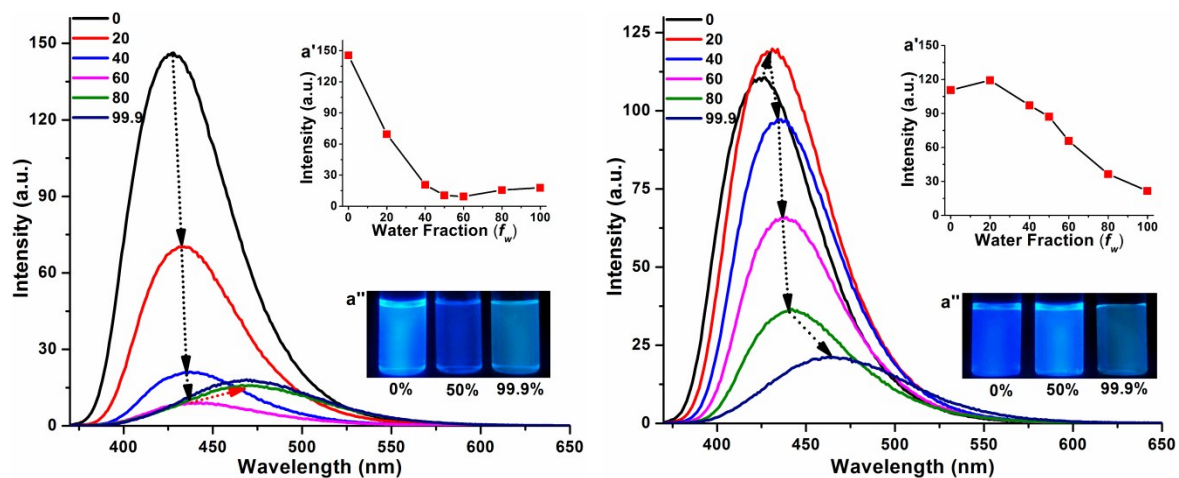 0
20
40
60
80
99.9
150
120
90
60
30
0
Intensity (a.u.)
400 450 500 550 600 650
Wavelength (nm)
a'
150
120
90
60
30
0
Intensity (a.u.)
0 20 40 60 80 100
Water Fraction (fw)
a"
0% 50% 99.9%
0
20
40
60
80
99.9
125
100
75
50
25
0
Intensity (a.u.)
400 450 500 550 600 650
Wavelength (nm)
a'
150
120
90
60
30
0
Intensity (a.u.)
0 20 40 60 80 100
Water Fraction (fw)
a"
0% 50% 99.9%